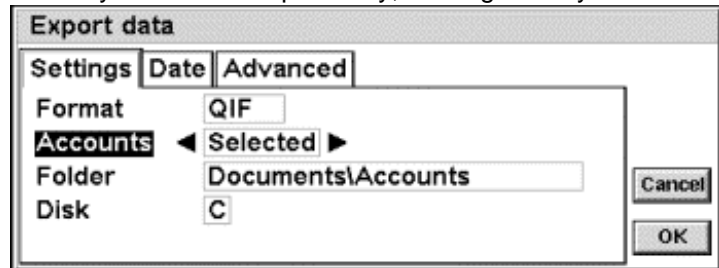 Export data
Settings Date Advanced
Format QIF
Accounts Selected
Folder Documents\Accounts
Disk C
Cancel
OK